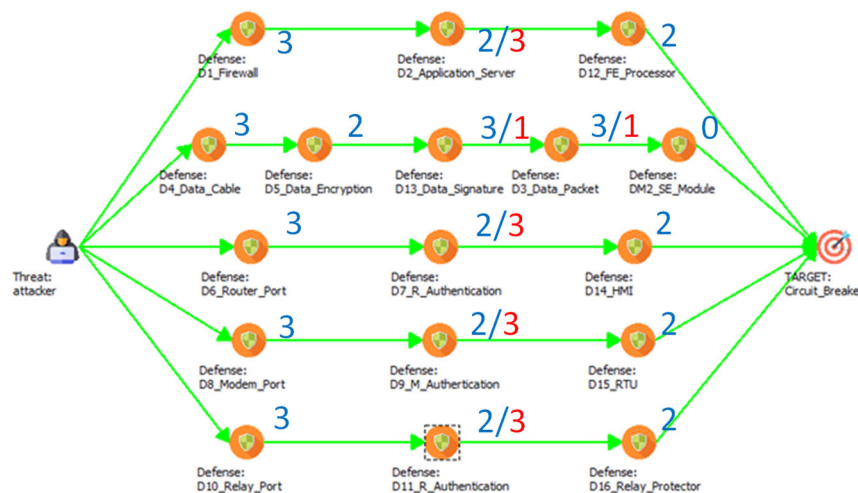 3
2/3
2
Defense:
D1_Firewall
Defense:
D2_Application_Server
Defense:
D12_FE_Processor
3
2
3/1
3/1
0
Defense:
D4_Data_Cable
Defense:
D5_Data_Encryption
Defense:
D13_Data_Signature
Defense:
D3_Data_Packet
Defense:
DM2_SE_Module
3
2/3
2
Threat:
attacker
Defense:
D6_Router_Port
Defense:
D7_R_Authentication
Defense:
D14_HMI
TARGET:
Circuit_Breake
3
2/3
2
Defense:
D8_Modem_Port
Defense:
D9_M_Authertication
Defense:
D15_RTU
3
2/3
2
Defense:
D10_Relay_Port
Defense:
D11_R_Authentication
Defense:
D16_Relay_Protector